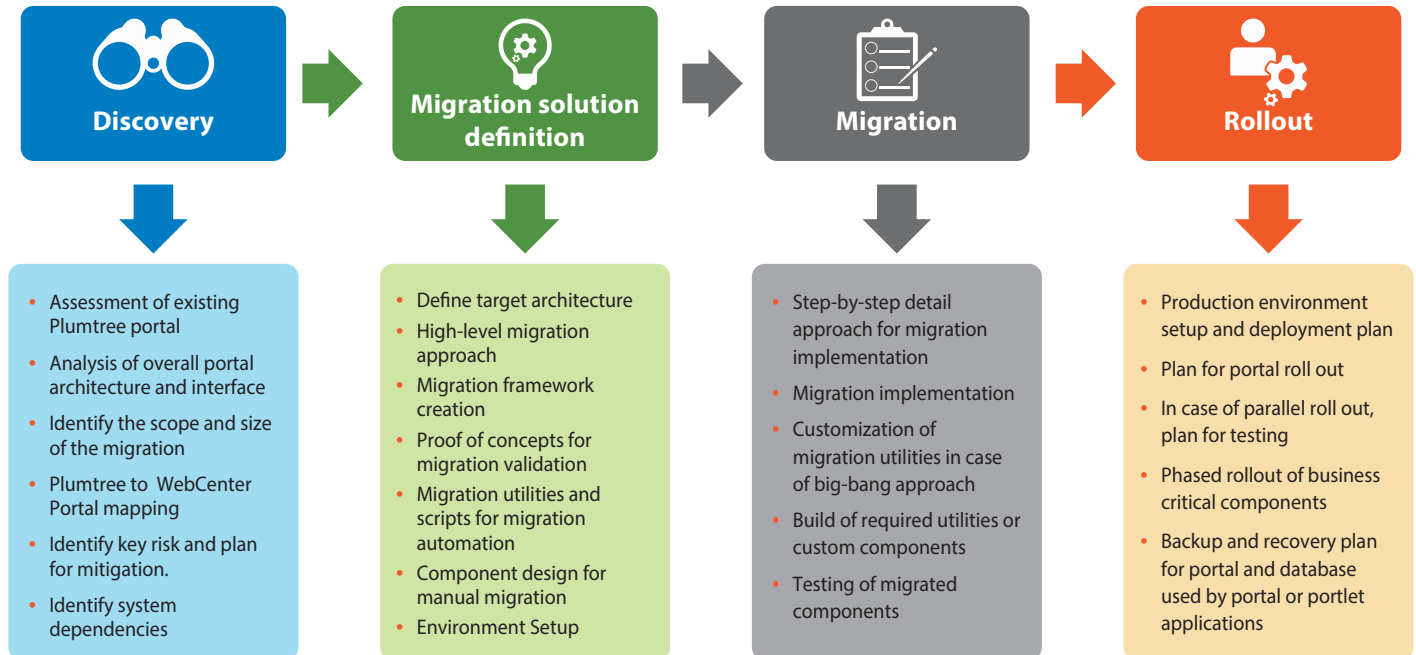 Discovery
Migration solution
definition
Migration
Rollout
• Assessment of existing
Plumtree portal
• Analysis of overall portal
architecture and interface
• Identify the scope and size
of the migration
• Plumtree to WebCenter
Portal mapping
• Identify key risk and plan
for mitigation.
• Identify system
dependencies
• Define target architecture
• High-level migration
approach
• Migration framework
creation
• Proof of concepts for
migration validation
• Migration utilities and
scripts for migration
automation
• Component design for
manual migration
• Environment Setup
• Step-by-step detail
approach for migration
implementation
• Migration implementation
• Customization of
migration utilities in case
of big-bang approach
• Build of required utilities or
custom components
• Testing of migrated
components
• Production environment
setup and deployment plan
• Plan for portal roll out
• In case of parallel roll out,
plan for testing
• Phased rollout of business
critical components
• Backup and recovery plan
for portal and database
used by portal or portlet
applications